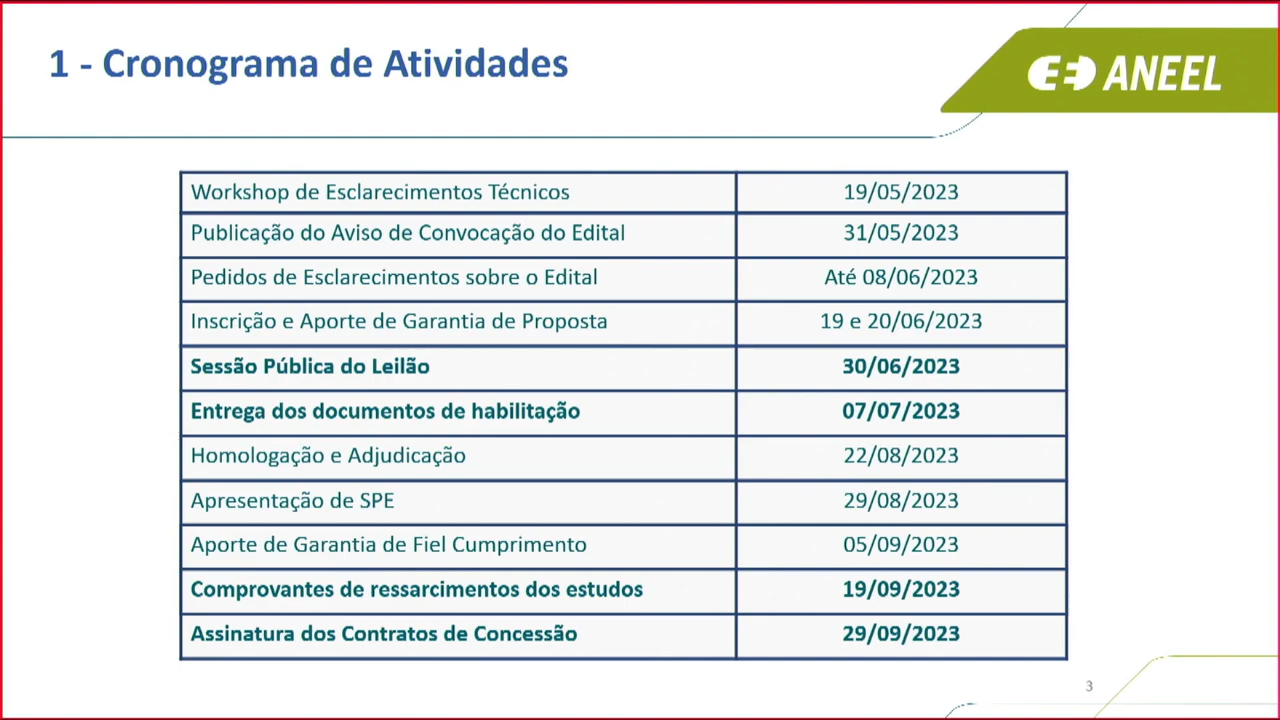 1 - Cronograma de Atividades
ANEEL
Workshop de Esclarecimentos Técnicos 19/05/2023
Publicação do Aviso de Convocação do Edital 31/05/2023
Pedidos de Esclarecimentos sobre o Edital Até 08/06/2023
Inscrição e Aporte de Garantia de Proposta 19 e 20/06/2023
Sessão Pública do Leilão 30/06/2023
Entrega dos documentos de habilitação 07/07/2023
Homologação e Adjudicação 22/08/2023
Apresentação de SPE 29/08/2023
Aporte de Garantia de Fiel Cumprimento 05/09/2023
Comprovantes de ressarcimentos dos estudos 19/09/2023
Assinatura dos Contratos de Concessão 29/09/2023
3